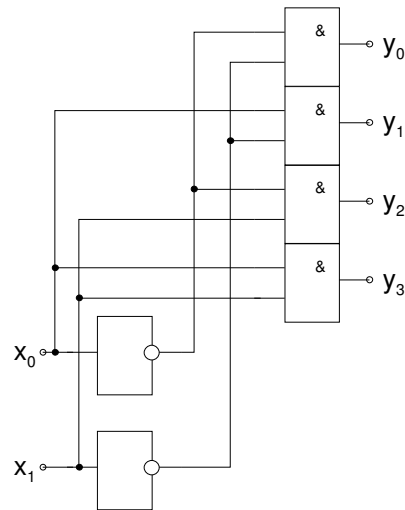 & y₀
& y₁
& y₂
& y₃
x₀
x₁